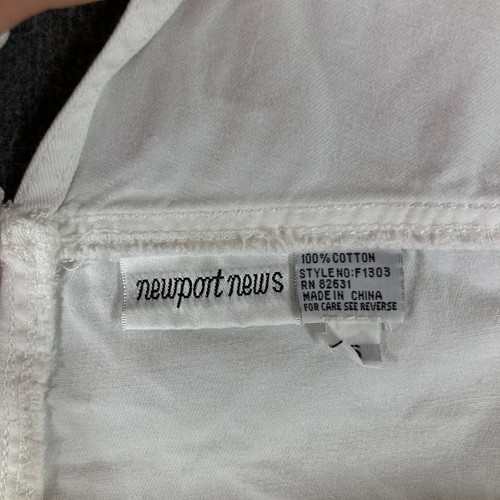 newport news
100% COTTON
STYLE NO: F1303
RN 82631
MADE IN CHINA
FOR CARE SEE REVERSE